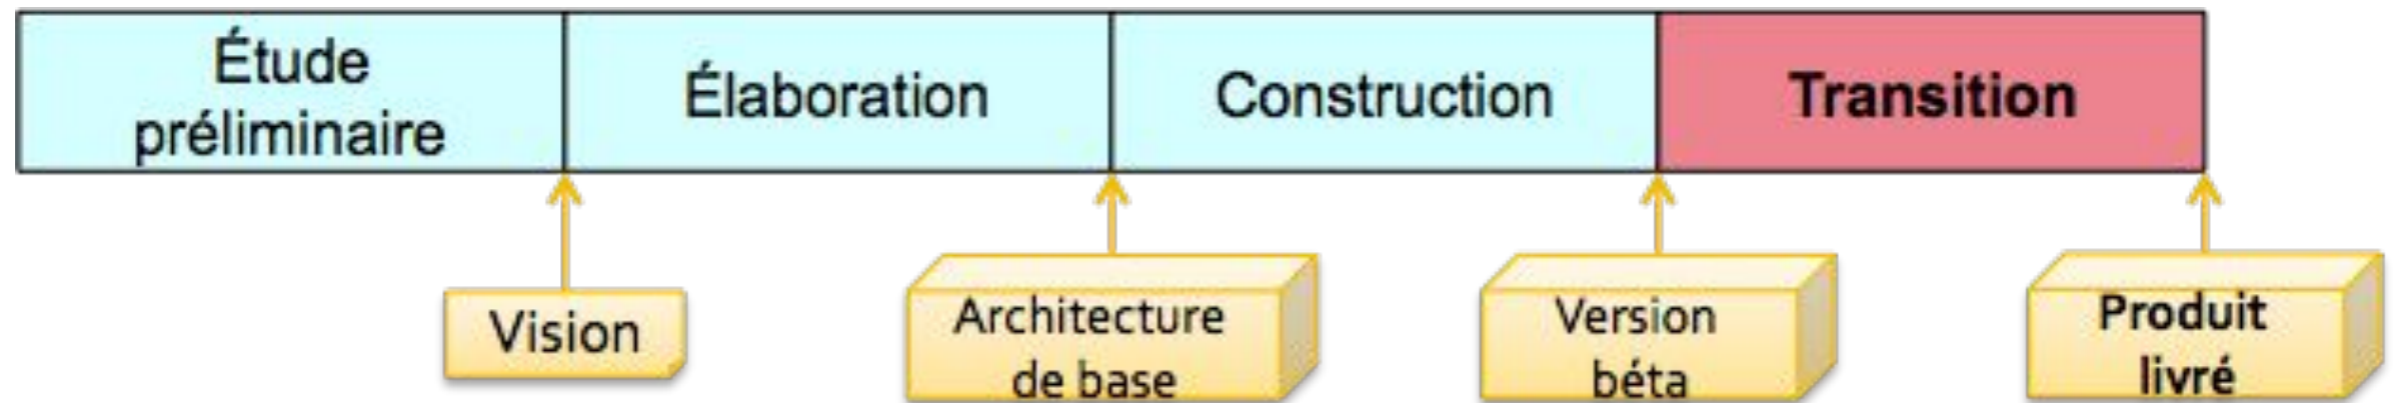 Étude
préliminaire
Élaboration
Construction
Transition
Vision
Architecture
de base
Version
béta
Produit
livré